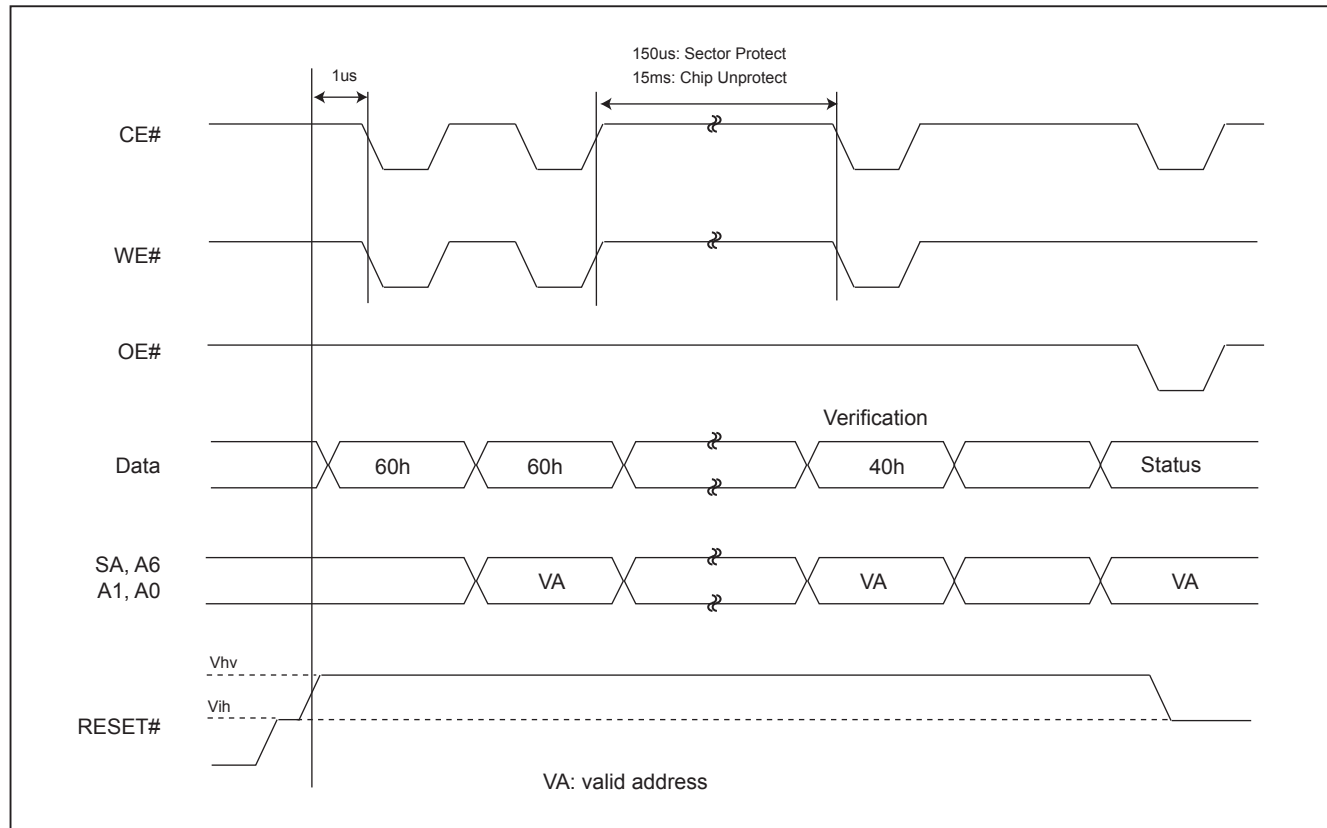 150us: Sector Protect
15ms: Chip Unprotect
1us
CE#
WE#
OE#
Verification
Data
60h
60h
40h
Status
SA, A6
A1, A0
VA
VA
VA
Vhv
Vih
RESET#
VA: valid address